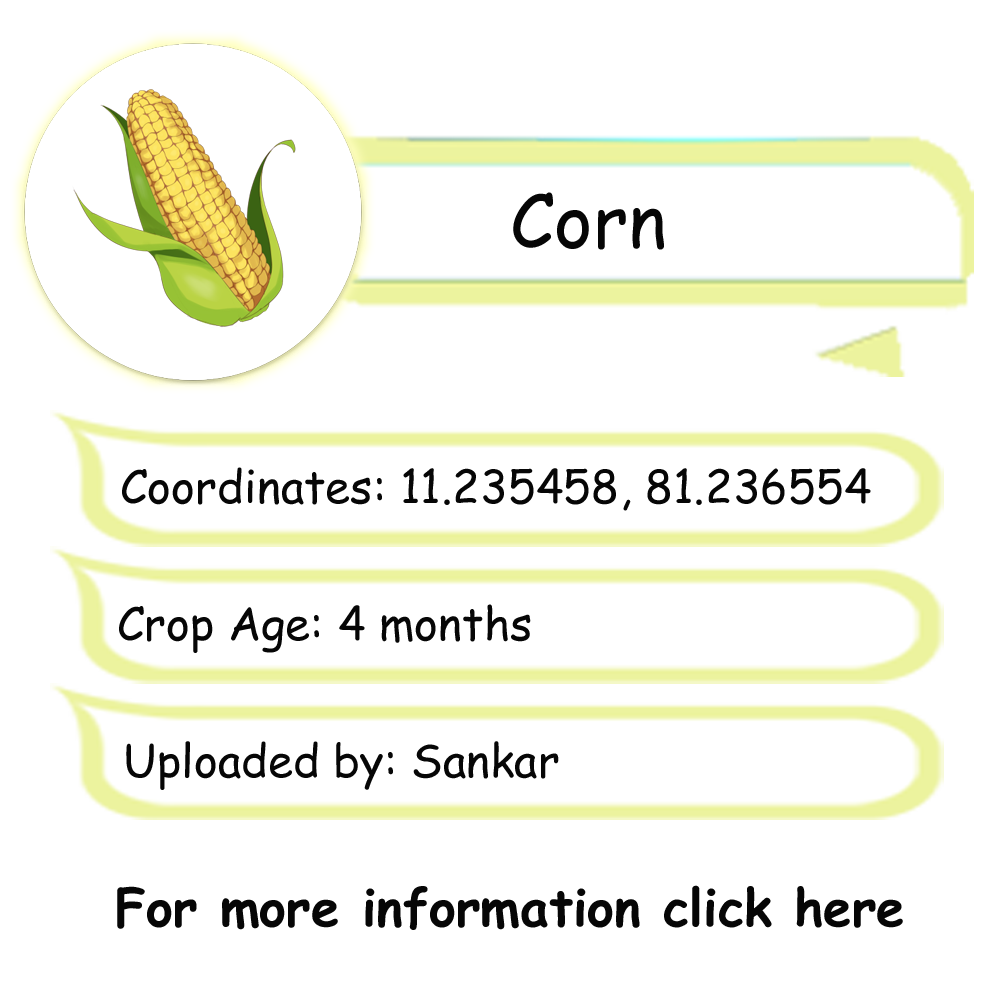 Corn
Coordinates: 11.235458, 81.236554
Crop Age: 4 months
Uploaded by: Sankar
For more information click here